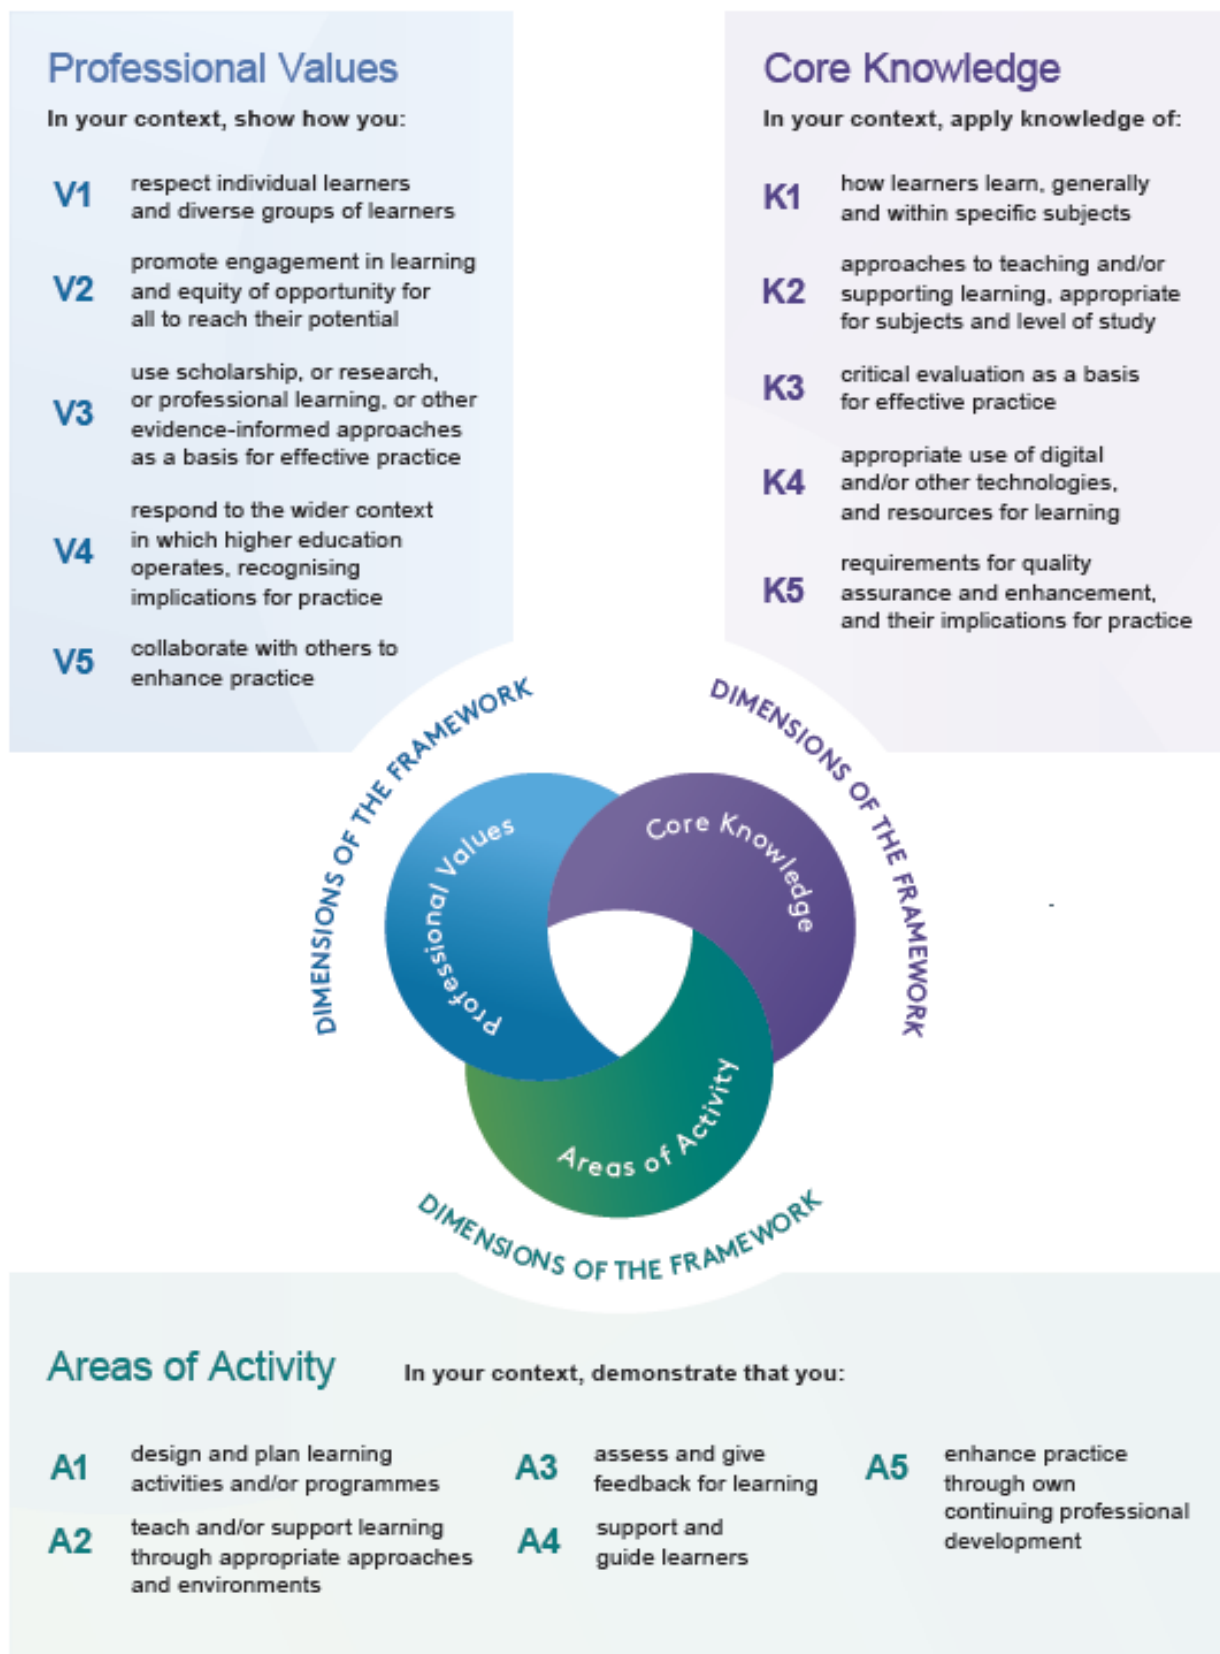 Professional Values
In your context, show how you:
V1
respect individual learners
and diverse groups of learners
V2
promote engagement in learning
and equity of opportunity for
all to reach their potential
V3
use scholarship, or research,
or professional learning, or other
evidence-informed approaches
as a basis for effective practice
V4
respond to the wider context
in which higher education
operates, recognising
implications for practice
V5
collaborate with others to
enhance practice
Core Knowledge
In your context, apply knowledge of:
K1
how learners learn, generally
and within specific subjects
K2
approaches to teaching and/or
supporting learning, appropriate
for subjects and level of study
K3
critical evaluation as a basis
for effective practice
K4
appropriate use of digital
and/or other technologies,
and resources for learning
K5
requirements for quality
assurance and enhancement,
and their implications for practice
DIMENSIONS OF THE FRAMEWORK
DIMENSIONS OF THE FRAMEWORK
Professional Values
Core Knowledge
Areas of Activity
DIMENSIONS OF THE FRAMEWORK
Areas of Activity
In your context, demonstrate that you:
A1
design and plan learning
activities and/or programmes
A2
teach and/or support learning
through appropriate approaches
and environments
A3
assess and give
feedback for learning
A4
support and
guide learners
A5
enhance practice
through own
continuing professional
development